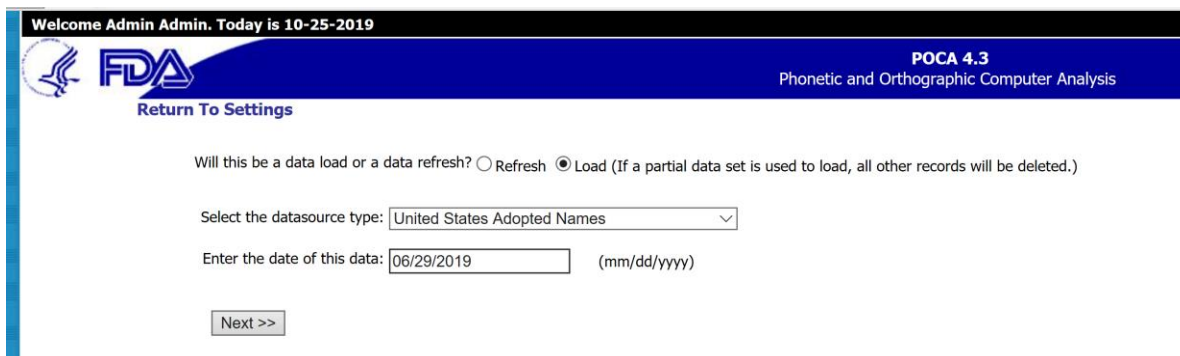 Welcome Admin Admin. Today is 10-25-2019
FDA
POCA 4.3
Phonetic and Orthographic Computer Analysis
Return To Settings
Will this be a data load or a data refresh? Refresh Load (If a partial data set is used to load, all other records will be deleted.)
Select the datasource type: United States Adopted Names
Enter the date of this data: 06/29/2019 (mm/dd/yyyy)
Next >>